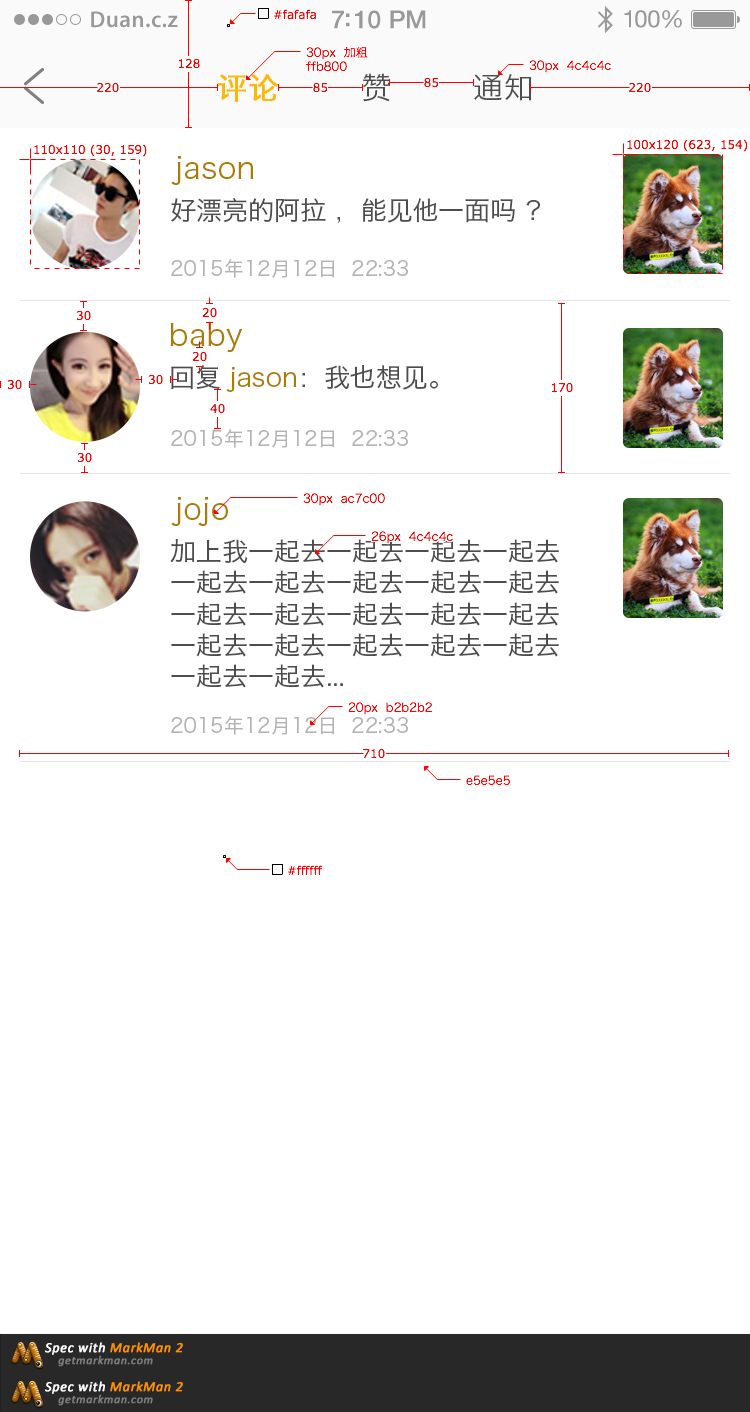 Duan.c.z
#fafafa
7:10 PM
100%
128
30px 加粗
ffb800
30px 4c4c4c
220
评论
85
赞
85
通知
220
110x110 (30, 159)
100x120 (623, 154)
jason
好漂亮的阿拉 ，能见他一面吗 ？
2015年12月12日 22:33
30
20
baby
20
30
30
回复 jason：我也想见。
170
40
2015年12月12日 22:33
30
jojo
30px ac7c00
26px 4c4c4c
加上我一起去一起去一起去一起去
一起去一起去一起去一起去一起去
一起去一起去一起去一起去一起去
一起去一起去一起去一起去一起去
一起去一起去...
20px b2b2b2
2015年12月12日 22:33
710
e5e5e5
#ffffff
Spec with MarkMan 2
getmarkman.com
Spec with MarkMan 2
getmarkman.com